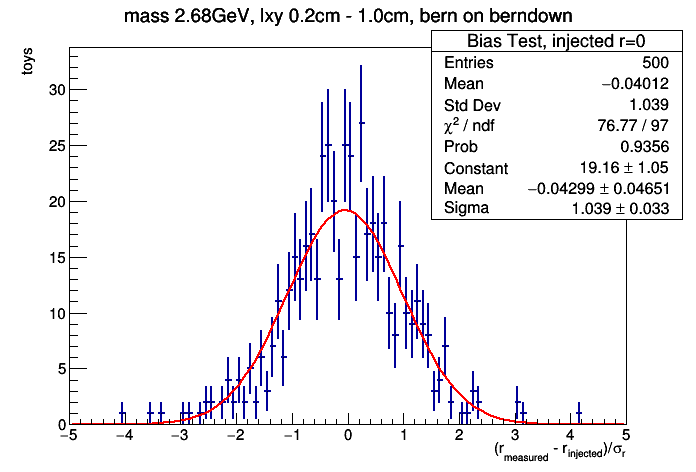 mass 2.68GeV, lxy 0.2cm - 1.0cm, bern on berndown
Bias Test, injected r=0
Entries 500
Mean −0.04012
Std Dev 1.039
χ² / ndf 76.77 / 97
Prob 0.9356
Constant 19.16 ± 1.05
Mean −0.04299 ± 0.04651
Sigma 1.039 ± 0.033
toys
30
25
20
15
10
5
0
−5 −4 −3 −2 −1 0 1 2 3 4 5
(r_measured - r_injected)/σ_r